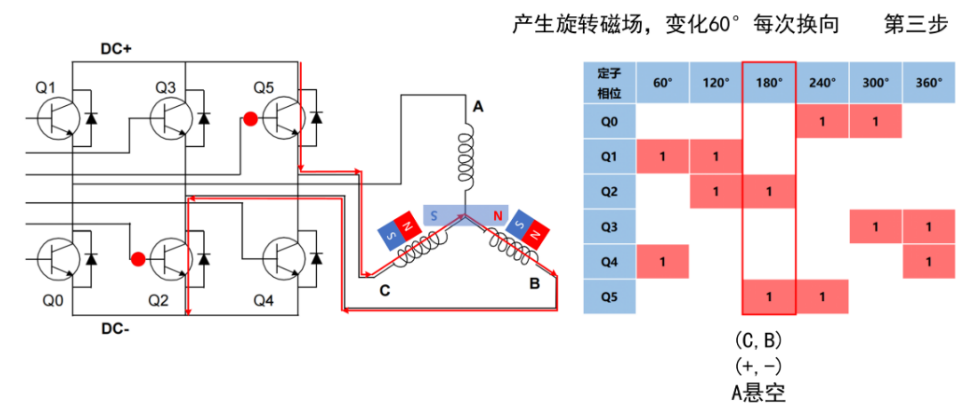 产生旋转磁场，变化60°每次换向 第三步
DC+
Q1 Q3 Q5
A
S N
S N
S N
C B
Q0 Q2 Q4
DC-
定子相位 60° 120° 180° 240° 300° 360°
Q0 1 1
Q1 1 1
Q2 1 1
Q3 1 1
Q4 1 1
Q5 1 1
(C,B)
(+,-)
A悬空